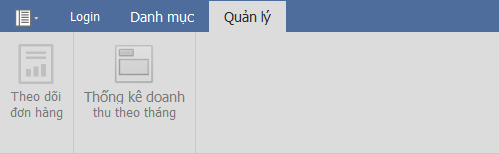 Login Danh mục Quản lý
Theo dõi
đơn hàng
Thống kê doanh
thu theo tháng